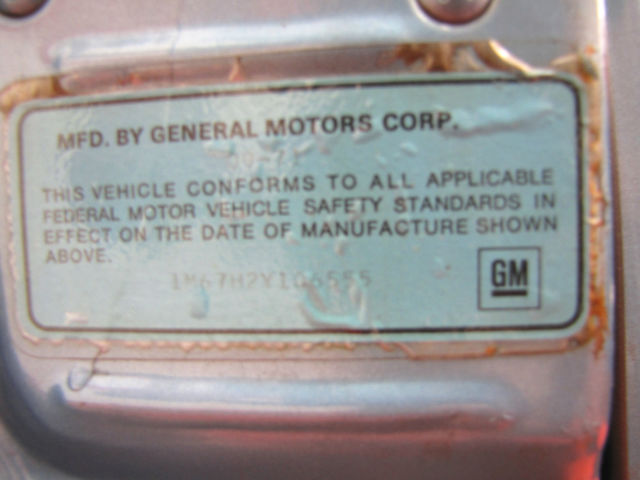 MFD. BY GENERAL MOTORS CORP.
THIS VEHICLE CONFORMS TO ALL APPLICABLE
FEDERAL MOTOR VEHICLE SAFETY STANDARDS IN
EFFECT ON THE DATE OF MANUFACTURE SHOWN
ABOVE.
GM